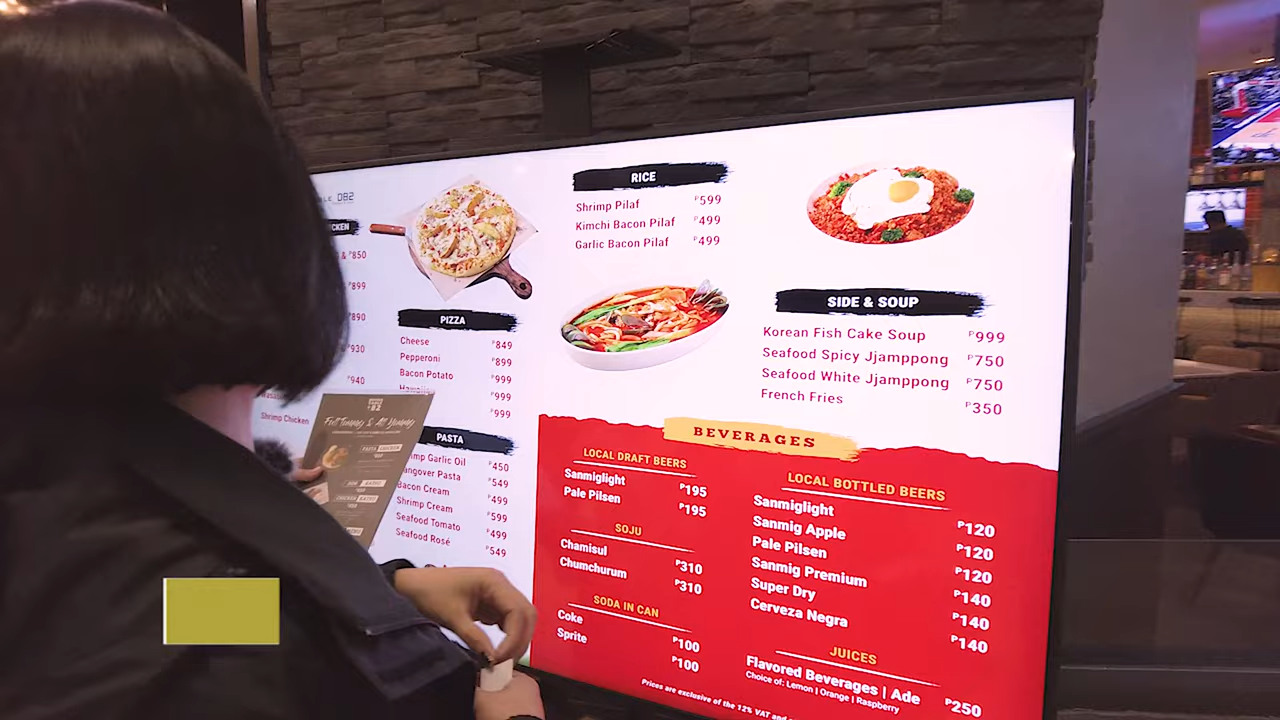 DB2
& ₱850
₱899
₱890
₱930
₱940
Shrimp Chicken
PIZZA
Cheese ₱849
Pepperoni ₱899
Bacon Potato ₱999
₱999
₱999
PASTA
Garlic Oil ₱450
Pasta ₱549
Bacon Cream ₱499
Shrimp Cream ₱599
Seafood Tomato ₱499
Seafood Rosé ₱549
RICE
Shrimp Pilaf ₱599
Kimchi Bacon Pilaf ₱499
Garlic Bacon Pilaf ₱499
SIDE & SOUP
Korean Fish Cake Soup ₱999
Seafood Spicy Jjamppong ₱750
Seafood White Jjamppong ₱750
French Fries ₱350
BEVERAGES
LOCAL DRAFT BEERS
Sanmiglight ₱195
Pale Pilsen ₱195
SOJU
Chamisul ₱310
Chumchurum ₱310
SODA IN CAN
Coke ₱100
Sprite ₱100
LOCAL BOTTLED BEERS
Sanmiglight ₱120
Sanmig Apple ₱120
Pale Pilsen ₱120
Sanmig Premium ₱140
Super Dry ₱140
Cerveza Negra ₱140
JUICES
Flavored Beverages | Ade ₱250
Choice of: Lemon | Orange | Raspberry
Prices are exclusive of the 12% VAT and